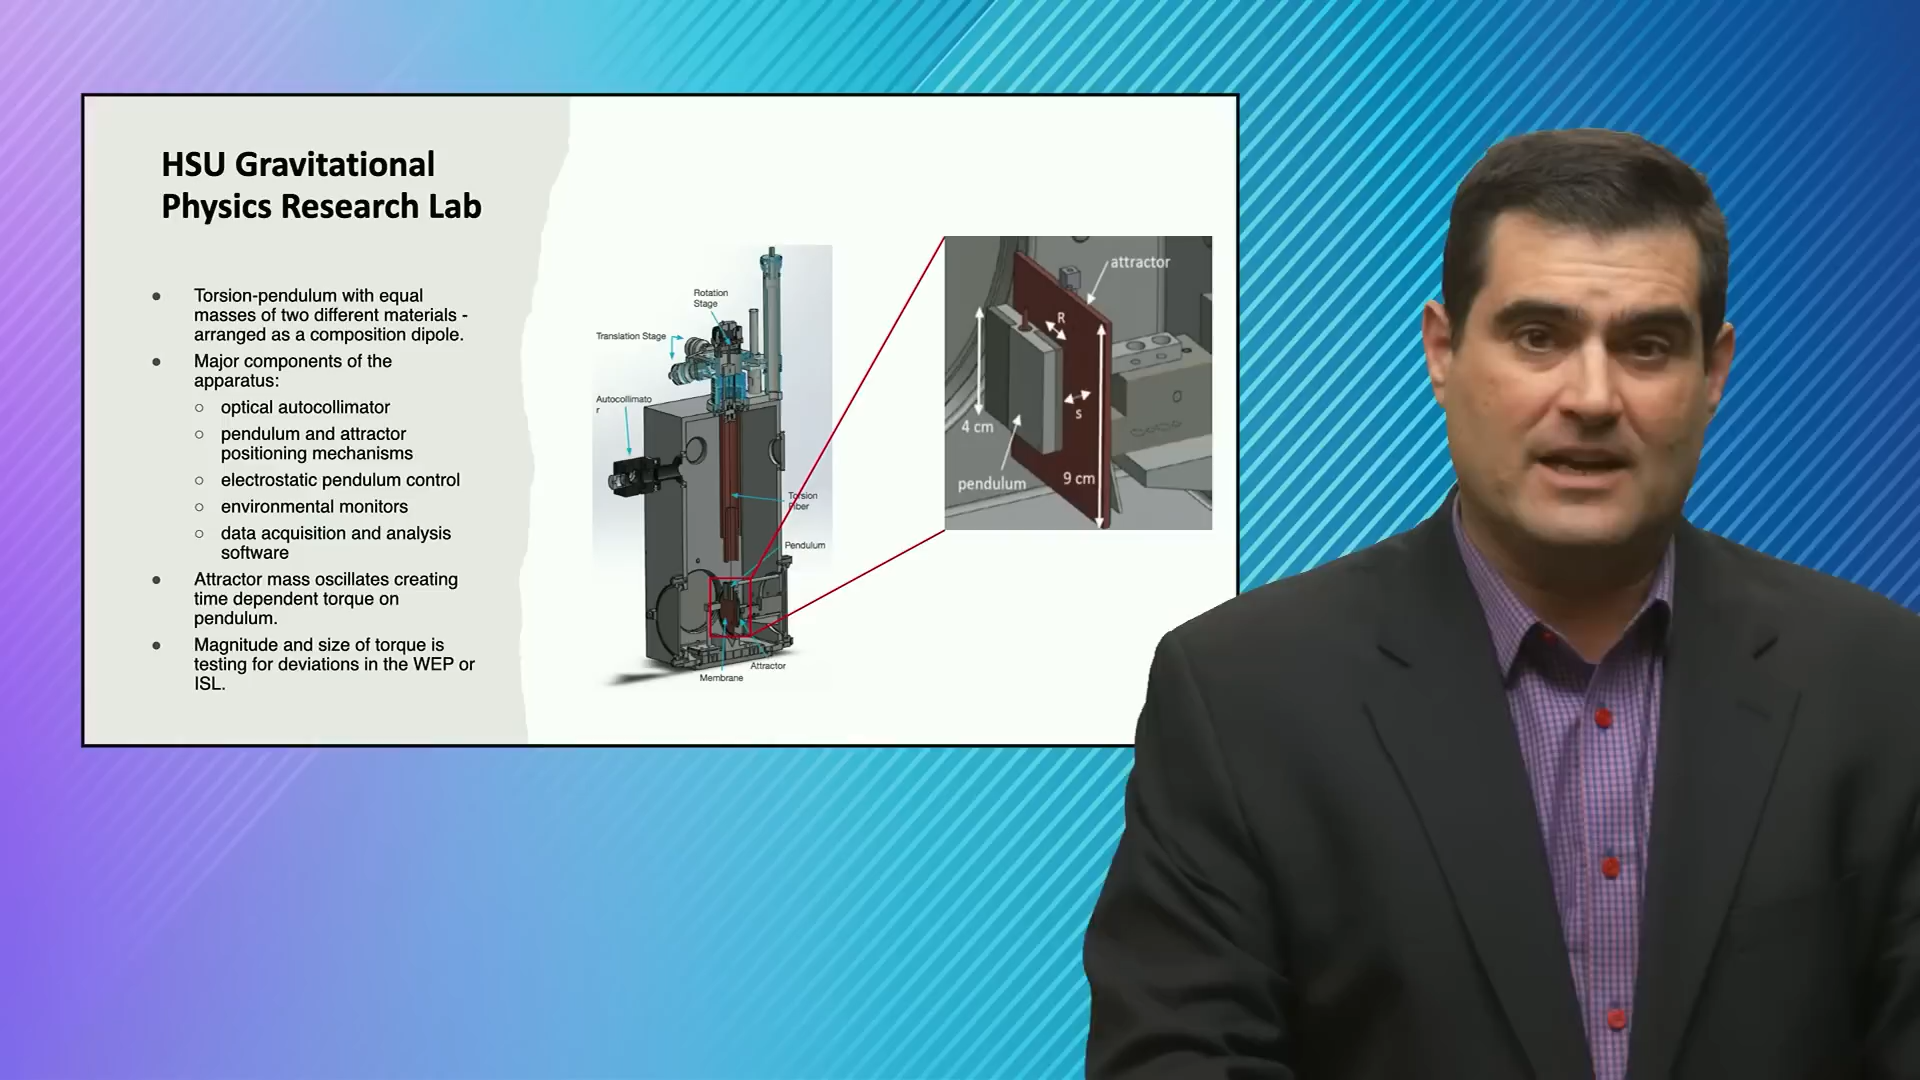 HSU Gravitational
Physics Research Lab
Torsion-pendulum with equal
masses of two different materials -
arranged as a composition dipole.
Major components of the
apparatus:
optical autocollimator
pendulum and attractor
positioning mechanisms
electrostatic pendulum control
environmental monitors
data acquisition and analysis
software
Attractor mass oscillates creating
time dependent torque on
pendulum.
Magnitude and size of torque is
testing for deviations in the WEP or
ISL.
Rotation
Stage
Translation Stage
Autocollimato
r
Torsion
Fiber
Pendulum
Attractor
Membrane
attractor
R
s
4 cm
pendulum
9 cm